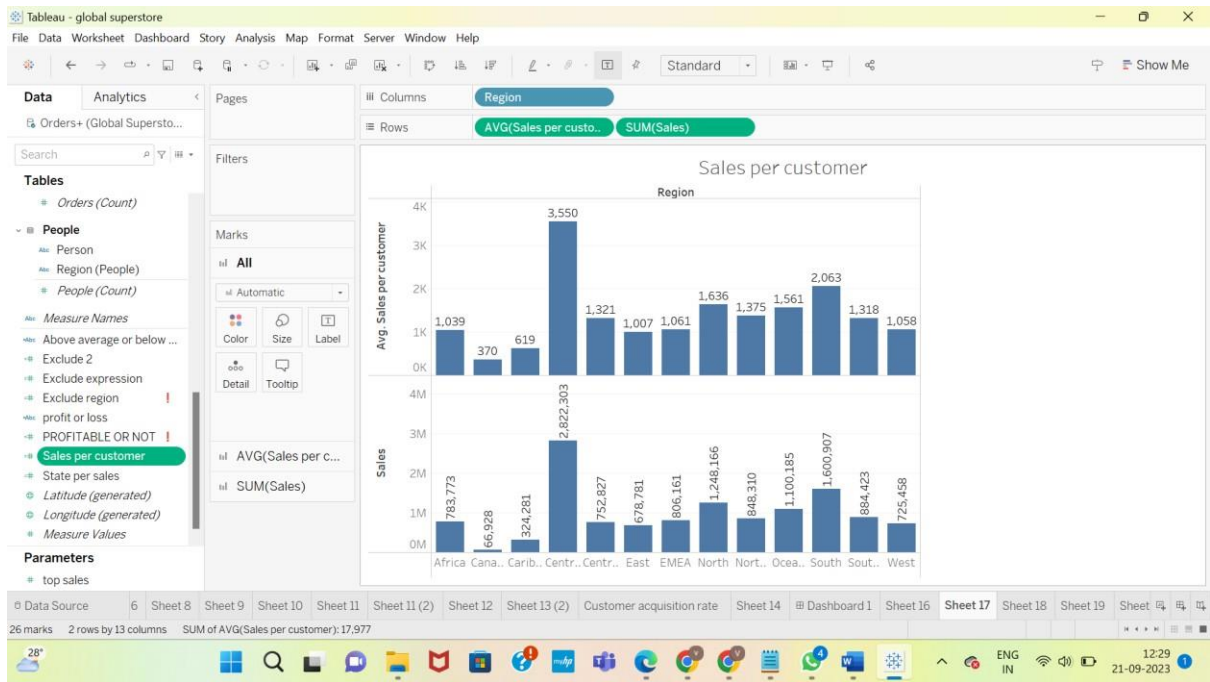 Tableau - global superstore
File Data Worksheet Dashboard Story Analysis Map Format Server Window Help
Standard
Show Me
Data Analytics
Orders+ (Global Supersto...
Search
Tables
# Orders (Count)
People
Abc Person
Abc Region (People)
# People (Count)
Abc Measure Names
=Abc Above average or below ...
=# Exclude 2
=# Exclude expression
=# Exclude region !
=Abc profit or loss
=# PROFITABLE OR NOT !
=# Sales per customer
=# State per sales
Latitude (generated)
Longitude (generated)
# Measure Values
Parameters
# top sales
Pages
Filters
Marks
All
Automatic
Color Size Label
Detail Tooltip
AVG(Sales per c...
SUM(Sales)
Columns Region
Rows AVG(Sales per custo.. SUM(Sales)
Sales per customer
Region
Avg. Sales per customer
4K
3K
2K
1K
0K
1,039 370 619 3,550 1,321 1,007 1,061 1,636 1,375 1,561 2,063 1,318 1,058
Sales
4M
3M
2M
1M
0M
783,773 66,928 324,281 2,822,303 752,827 678,781 806,161 1,248,166 848,310 1,100,185 1,600,907 884,423 725,458
Africa Cana.. Carib.. Centr.. Centr.. East EMEA North Nort.. Ocea.. South Sout.. West
Data Source 6 Sheet 8 Sheet 9 Sheet 10 Sheet 11 Sheet 11 (2) Sheet 12 Sheet 13 (2) Customer acquisition rate Sheet 14 Dashboard 1 Sheet 16 Sheet 17 Sheet 18 Sheet 19 Sheet
26 marks 2 rows by 13 columns SUM of AVG(Sales per customer): 17,977
28°
4
ENG
IN
12:29
21-09-2023
1